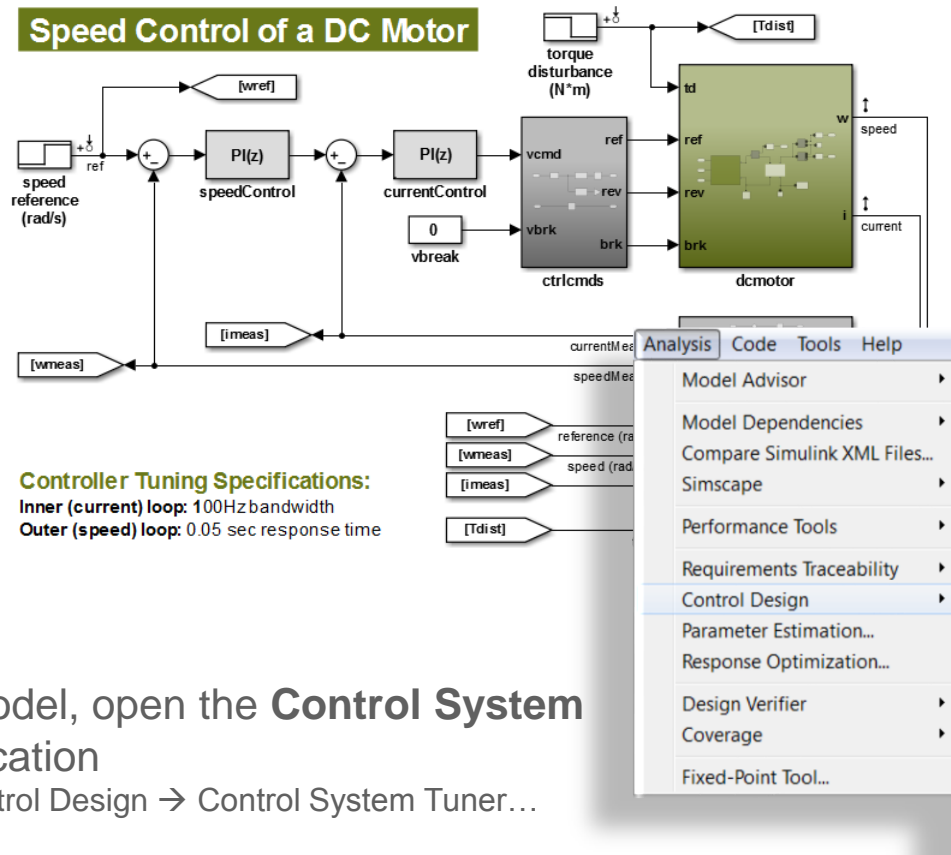 Speed Control of a DC Motor
[Tdist]
torque
disturbance
(N*m)
[wref]
td
w
speed
ref
PI(z)
speedControl
PI(z)
currentControl
vcmd
ref
ref
speed
reference
(rad/s)
rev
rev
i
current
0
vbreak
vbrk
brk
brk
ctrlcmds
dcmotor
[imeas]
currentMea
[wmeas]
speedMea
[wref]
reference (ra
[wmeas]
speed (rad
[imeas]
[Tdist]
Controller Tuning Specifications:
Inner (current) loop: 100Hz bandwidth
Outer (speed) loop: 0.05 sec response time
Analysis Code Tools Help
Model Advisor
Model Dependencies
Compare Simulink XML Files...
Simscape
Performance Tools
Requirements Traceability
Control Design
Parameter Estimation...
Response Optimization...
Design Verifier
Coverage
Fixed-Point Tool...
odel, open the Control System
cation
trol Design → Control System Tuner…